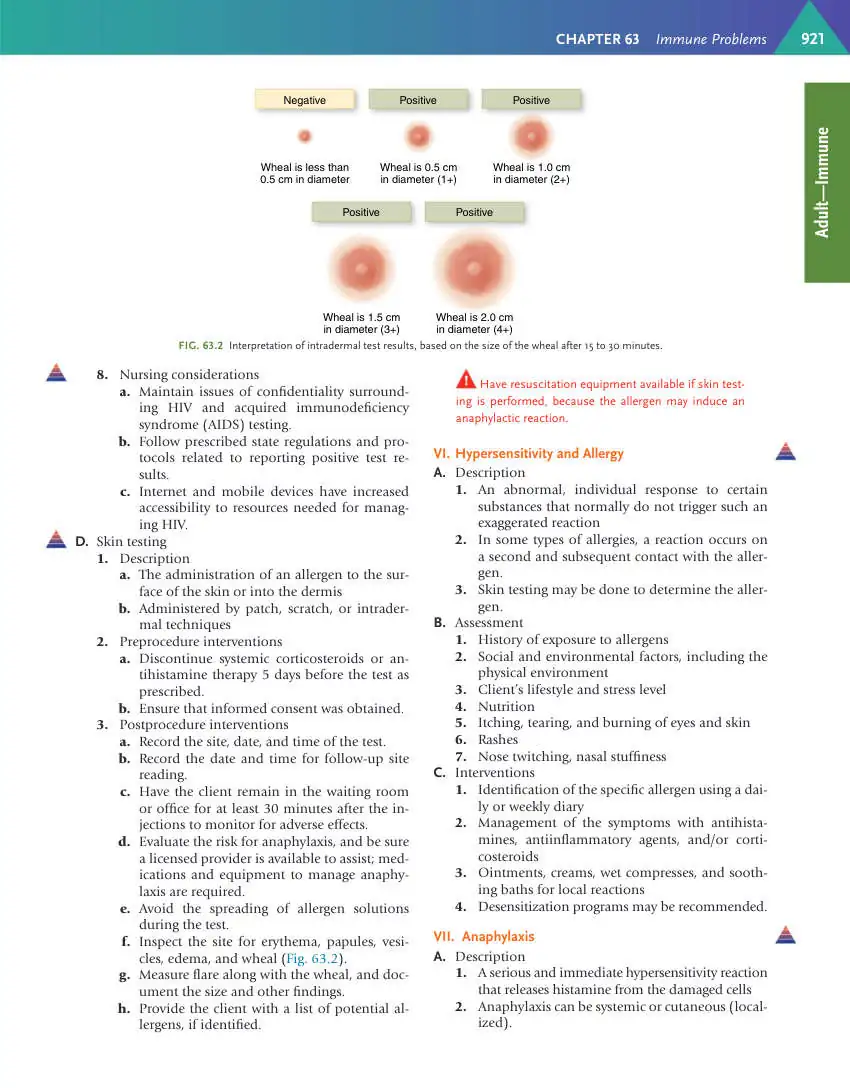 CHAPTER 63 Immune Problems 921
Adult—Immune
Negative
Positive
Positive
Wheal is less than
0.5 cm in diameter
Wheal is 0.5 cm
in diameter (1+)
Wheal is 1.0 cm
in diameter (2+)
Positive
Positive
Wheal is 1.5 cm
in diameter (3+)
Wheal is 2.0 cm
in diameter (4+)
FIG. 63.2 Interpretation of intradermal test results, based on the size of the wheal after 15 to 30 minutes.
8. Nursing considerations
a. Maintain issues of confidentiality surround-
ing HIV and acquired immunodeficiency
syndrome (AIDS) testing.
b. Follow prescribed state regulations and pro-
tocols related to reporting positive test re-
sults.
c. Internet and mobile devices have increased
accessibility to resources needed for manag-
ing HIV.
D. Skin testing
1. Description
a. The administration of an allergen to the sur-
face of the skin or into the dermis
b. Administered by patch, scratch, or intrader-
mal techniques
2. Preprocedure interventions
a. Discontinue systemic corticosteroids or an-
tihistamine therapy 5 days before the test as
prescribed.
b. Ensure that informed consent was obtained.
3. Postprocedure interventions
a. Record the site, date, and time of the test.
b. Record the date and time for follow-up site
reading.
c. Have the client remain in the waiting room
or office for at least 30 minutes after the in-
jections to monitor for adverse effects.
d. Evaluate the risk for anaphylaxis, and be sure
a licensed provider is available to assist; med-
ications and equipment to manage anaphy-
laxis are required.
e. Avoid the spreading of allergen solutions
during the test.
f. Inspect the site for erythema, papules, vesi-
cles, edema, and wheal (Fig. 63.2).
g. Measure flare along with the wheal, and doc-
ument the size and other findings.
h. Provide the client with a list of potential al-
lergens, if identified.
Have resuscitation equipment available if skin test-
ing is performed, because the allergen may induce an
anaphylactic reaction.
VI. Hypersensitivity and Allergy
A. Description
1. An abnormal, individual response to certain
substances that normally do not trigger such an
exaggerated reaction
2. In some types of allergies, a reaction occurs on
a second and subsequent contact with the aller-
gen.
3. Skin testing may be done to determine the aller-
gen.
B. Assessment
1. History of exposure to allergens
2. Social and environmental factors, including the
physical environment
3. Client's lifestyle and stress level
4. Nutrition
5. Itching, tearing, and burning of eyes and skin
6. Rashes
7. Nose twitching, nasal stuffiness
C. Interventions
1. Identification of the specific allergen using a dai-
ly or weekly diary
2. Management of the symptoms with antihista-
mines, antiinflammatory agents, and/or corti-
costeroids
3. Ointments, creams, wet compresses, and sooth-
ing baths for local reactions
4. Desensitization programs may be recommended.
VII. Anaphylaxis
A. Description
1. A serious and immediate hypersensitivity reaction
that releases histamine from the damaged cells
2. Anaphylaxis can be systemic or cutaneous (local-
ized).